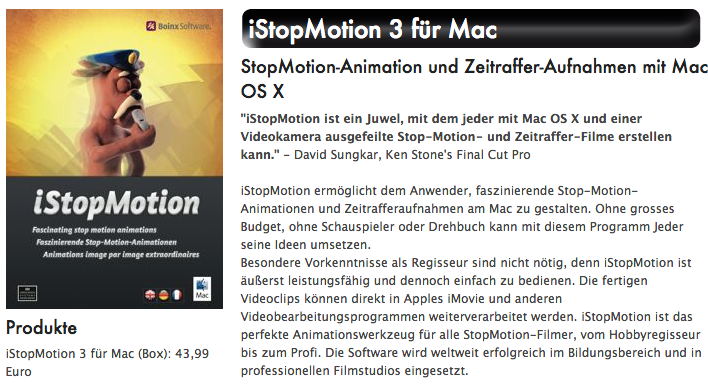 Boinx Software.
iStopMotion
Fascinating stop motion animations
Faszinierende Stop-Motion-Animationen
Animations image par image extraordinaires
Mac
Produkte
iStopMotion 3 für Mac (Box): 43,99
Euro
iStopMotion 3 für Mac
StopMotion-Animation und Zeitraffer-Aufnahmen mit Mac
OS X
"iStopMotion ist ein Juwel, mit dem jeder mit Mac OS X und einer
Videokamera ausgefeilte Stop-Motion- und Zeitraffer-Filme erstellen
kann." - David Sungkar, Ken Stone's Final Cut Pro
iStopMotion ermöglicht dem Anwender, faszinierende Stop-Motion-
Animationen und Zeitrafferaufnahmen am Mac zu gestalten. Ohne grosses
Budget, ohne Schauspieler oder Drehbuch kann mit diesem Programm Jeder
seine Ideen umsetzen.
Besondere Vorkenntnisse als Regisseur sind nicht nötig, denn iStopMotion ist
äußerst leistungsfähig und dennoch einfach zu bedienen. Die fertigen
Videoclips können direkt in Apples iMovie und anderen
Videobearbeitungsprogrammen weiterverarbeitet werden. iStopMotion ist das
perfekte Animationswerkzeug für alle StopMotion-Filmer, vom Hobbyregisseur
bis zum Profi. Die Software wird weltweit erfolgreich im Bildungsbereich und in
professionellen Filmstudios eingesetzt.